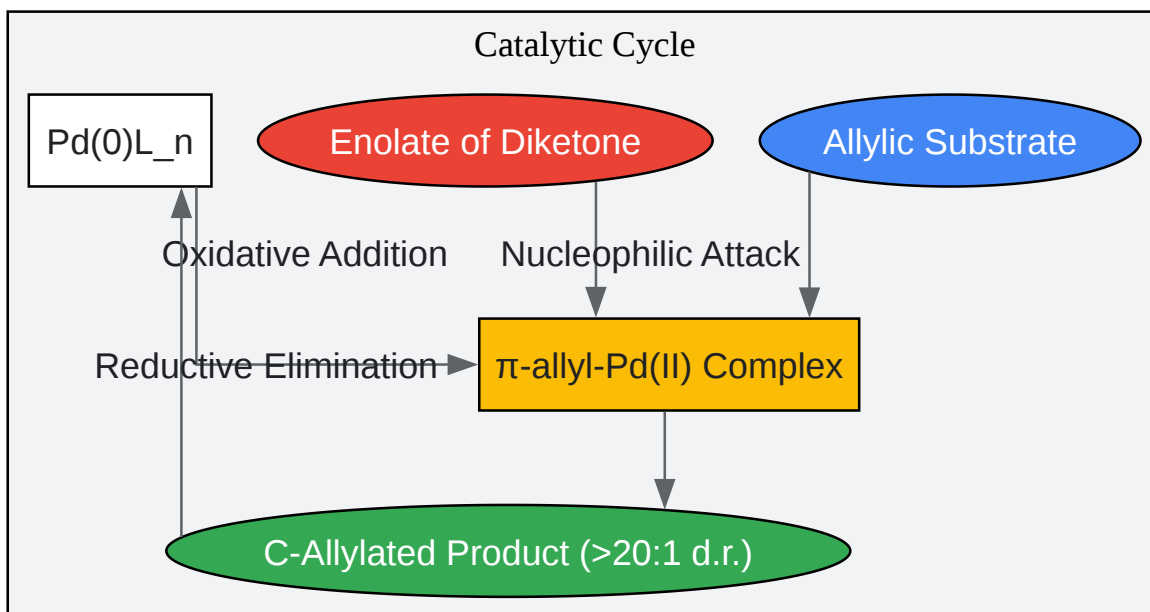 Catalytic Cycle
Pd(0)L_n
Enolate of Diketone
Allylic Substrate
Oxidative Addition
Nucleophilic Attack
Reductive Elimination
π-allyl-Pd(II) Complex
C-Allylated Product (>20:1 d.r.)